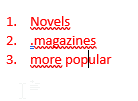 1. Novels
2. .magazines
3. more popular